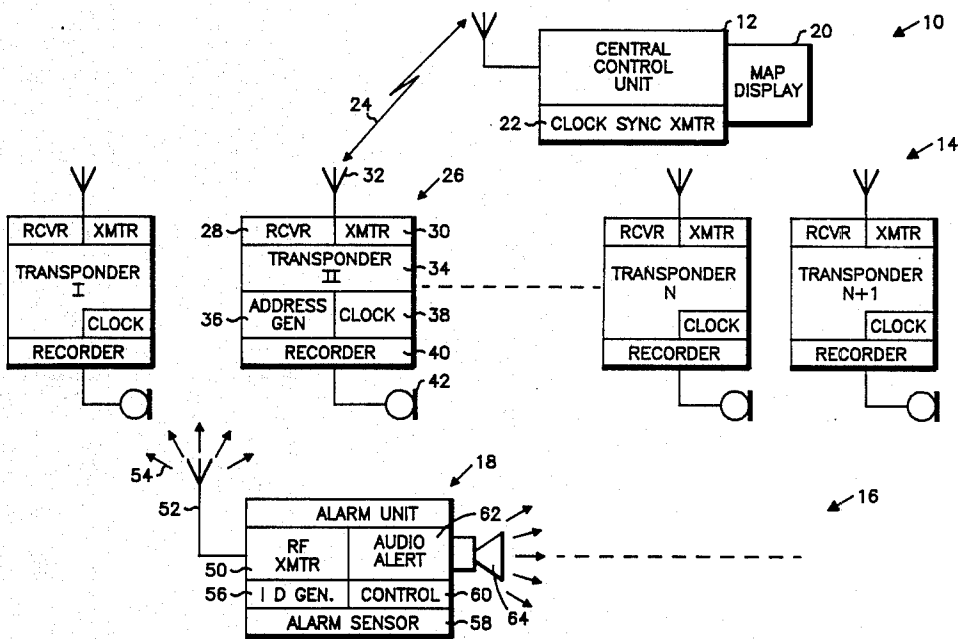 12
20
10
CENTRAL
CONTROL
UNIT
MAP
DISPLAY
24
22
CLOCK SYNC XMTR
14
32
26
RCVR XMTR
TRANSPONDER
I
CLOCK
RECORDER
28
RCVR XMTR
30
TRANSPONDER
II
34
36
ADDRESS
GEN
CLOCK
38
RECORDER
40
42
RCVR XMTR
TRANSPONDER
N
CLOCK
RECORDER
RCVR XMTR
TRANSPONDER
N+1
CLOCK
RECORDER
54
52
18
16
ALARM UNIT
62
50
RF
XMTR
AUDIO
ALERT
56
I D GEN.
CONTROL
60
64
ALARM SENSOR
58